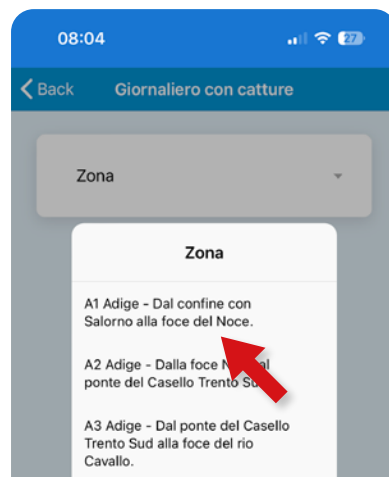 08:04
27
Back Giornaliero con catture
Zona
Zona
A1 Adige - Dal confine con
Salorno alla foce del Noce.
A2 Adige - Dalla foce
ponte del Casello Trento
A3 Adige - Dal ponte del Casello
Trento Sud alla foce del rio
Cavallo.